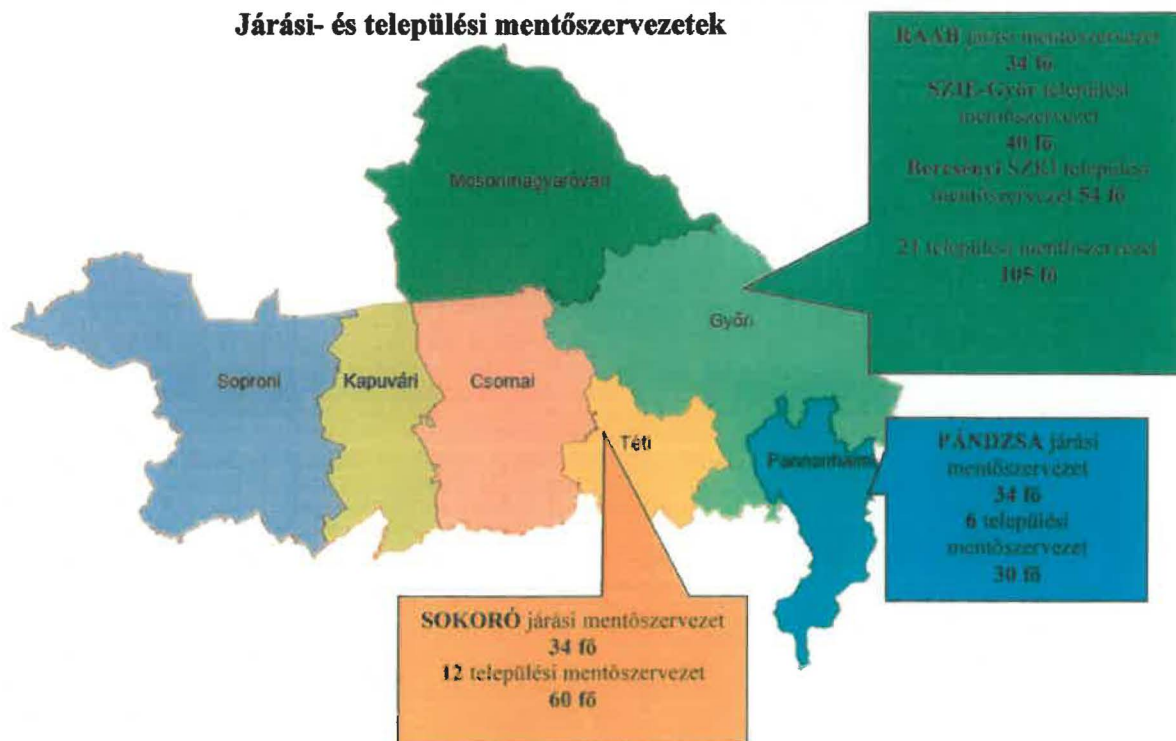 Járási- és települési mentőszervezetek
RAAB járási mentőszervezet
34 fő
SZIE-Győr települési
mentőszervezet
40 fő
Bercsényi SZKI települési
mentőszervezet 54 fő
21 települési mentőszervezet
105 fő
Mosonmagyaróvári
Győri
Soproni
Kapuvári
Csornai
Téti
Pannonhalmi
PÁNDZSA járási
mentőszervezet
34 fő
6 települési
mentőszervezet
30 fő
SOKORÓ járási mentőszervezet
34 fő
12 települési mentőszervezet
60 fő